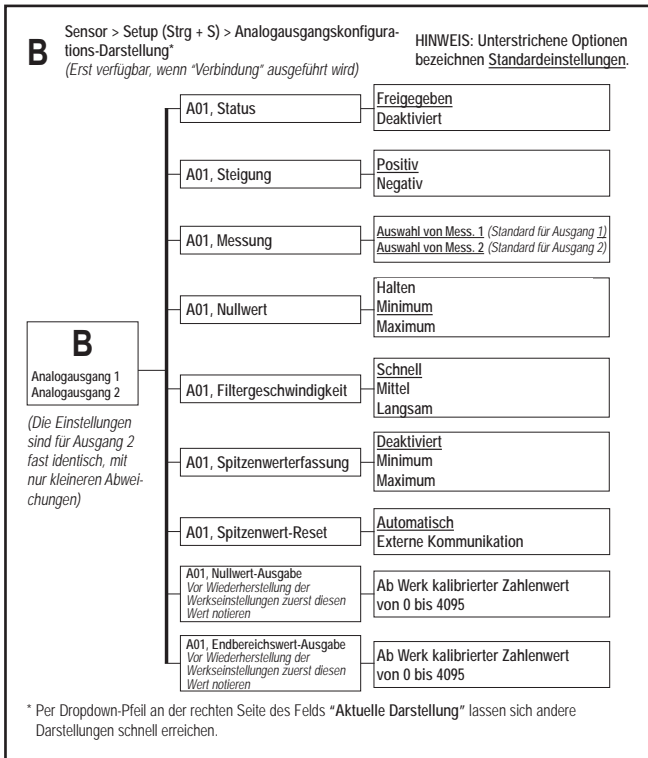 B
Sensor > Setup (Strg + S) > Analogausgangskonfigura-
tions-Darstellung*
(Erst verfügbar, wenn "Verbindung" ausgeführt wird)
HINWEIS: Unterstrichene Optionen
bezeichnen Standardeinstellungen.
A01, Status
Freigegeben
Deaktiviert
A01, Steigung
Positiv
Negativ
A01, Messung
Auswahl von Mess. 1 (Standard für Ausgang 1)
Auswahl von Mess. 2 (Standard für Ausgang 2)
A01, Nullwert
Halten
Minimum
Maximum
B
Analogausgang 1
Analogausgang 2
(Die Einstellungen
sind für Ausgang 2
fast identisch, mit
nur kleineren Abwei-
chungen)
A01, Filtergeschwindigkeit
Schnell
Mittel
Langsam
A01, Spitzenwerterfassung
Deaktiviert
Minimum
Maximum
A01, Spitzenwert-Reset
Automatisch
Externe Kommunikation
A01, Nullwert-Ausgabe
Vor Wiederherstellung der
Werkseinstellungen zuerst diesen
Wert notieren
Ab Werk kalibrierter Zahlenwert
von 0 bis 4095
A01, Endbereichswert-Ausgabe
Vor Wiederherstellung der
Werkseinstellungen zuerst diesen
Wert notieren
Ab Werk kalibrierter Zahlenwert
von 0 bis 4095
* Per Dropdown-Pfeil an der rechten Seite des Felds "Aktuelle Darstellung" lassen sich andere
Darstellungen schnell erreichen.